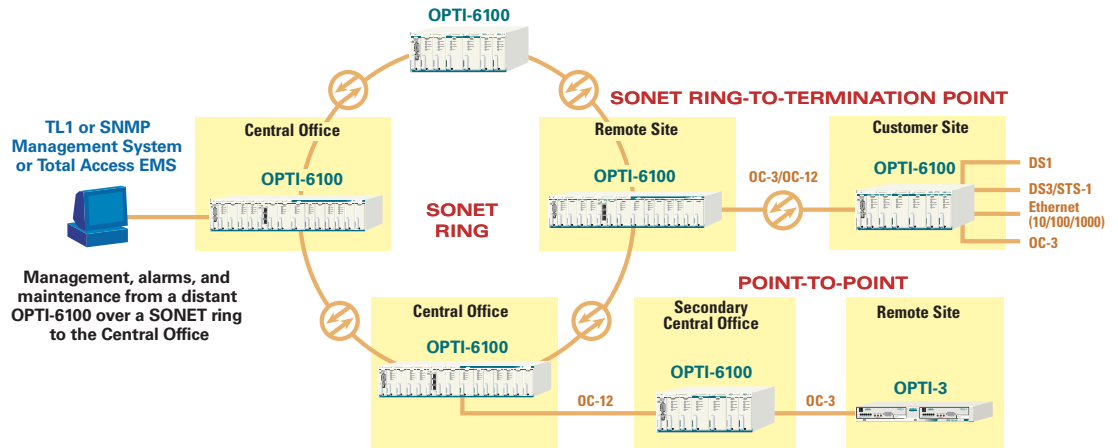 OPTI-6100
SONET RING-TO-TERMINATION POINT
TL1 or SNMP
Management System
or Total Access EMS
Central Office
OPTI-6100
Remote Site
OPTI-6100
Customer Site
OPTI-6100
OC-3/OC-12
DS1
DS3/STS-1
Ethernet
(10/100/1000)
OC-3
SONET
RING
Management, alarms, and
maintenance from a distant
OPTI-6100 over a SONET ring
to the Central Office
POINT-TO-POINT
Central Office
OPTI-6100
Secondary
Central Office
OPTI-6100
Remote Site
OPTI-3
OC-12
OC-3